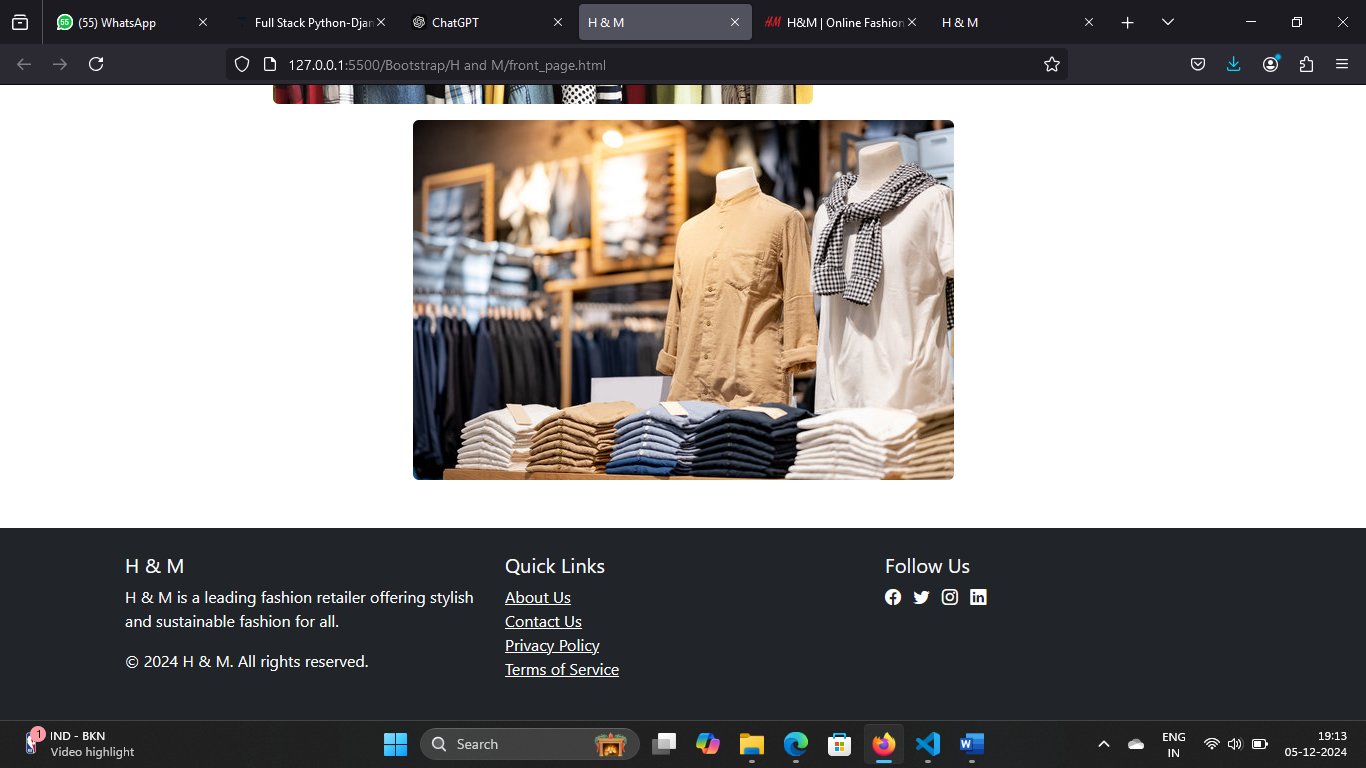 55
(55) WhatsApp
Full Stack Python-Djan
ChatGPT
H & M
H&M
H&M | Online Fashion
H & M
127.0.0.1:5500/Bootstrap/H and M/front_page.html
H & M
H & M is a leading fashion retailer offering stylish
and sustainable fashion for all.
© 2024 H & M. All rights reserved.
Quick Links
About Us
Contact Us
Privacy Policy
Terms of Service
Follow Us
1
IND - BKN
Video highlight
Search
ENG
IN
19:13
05-12-2024